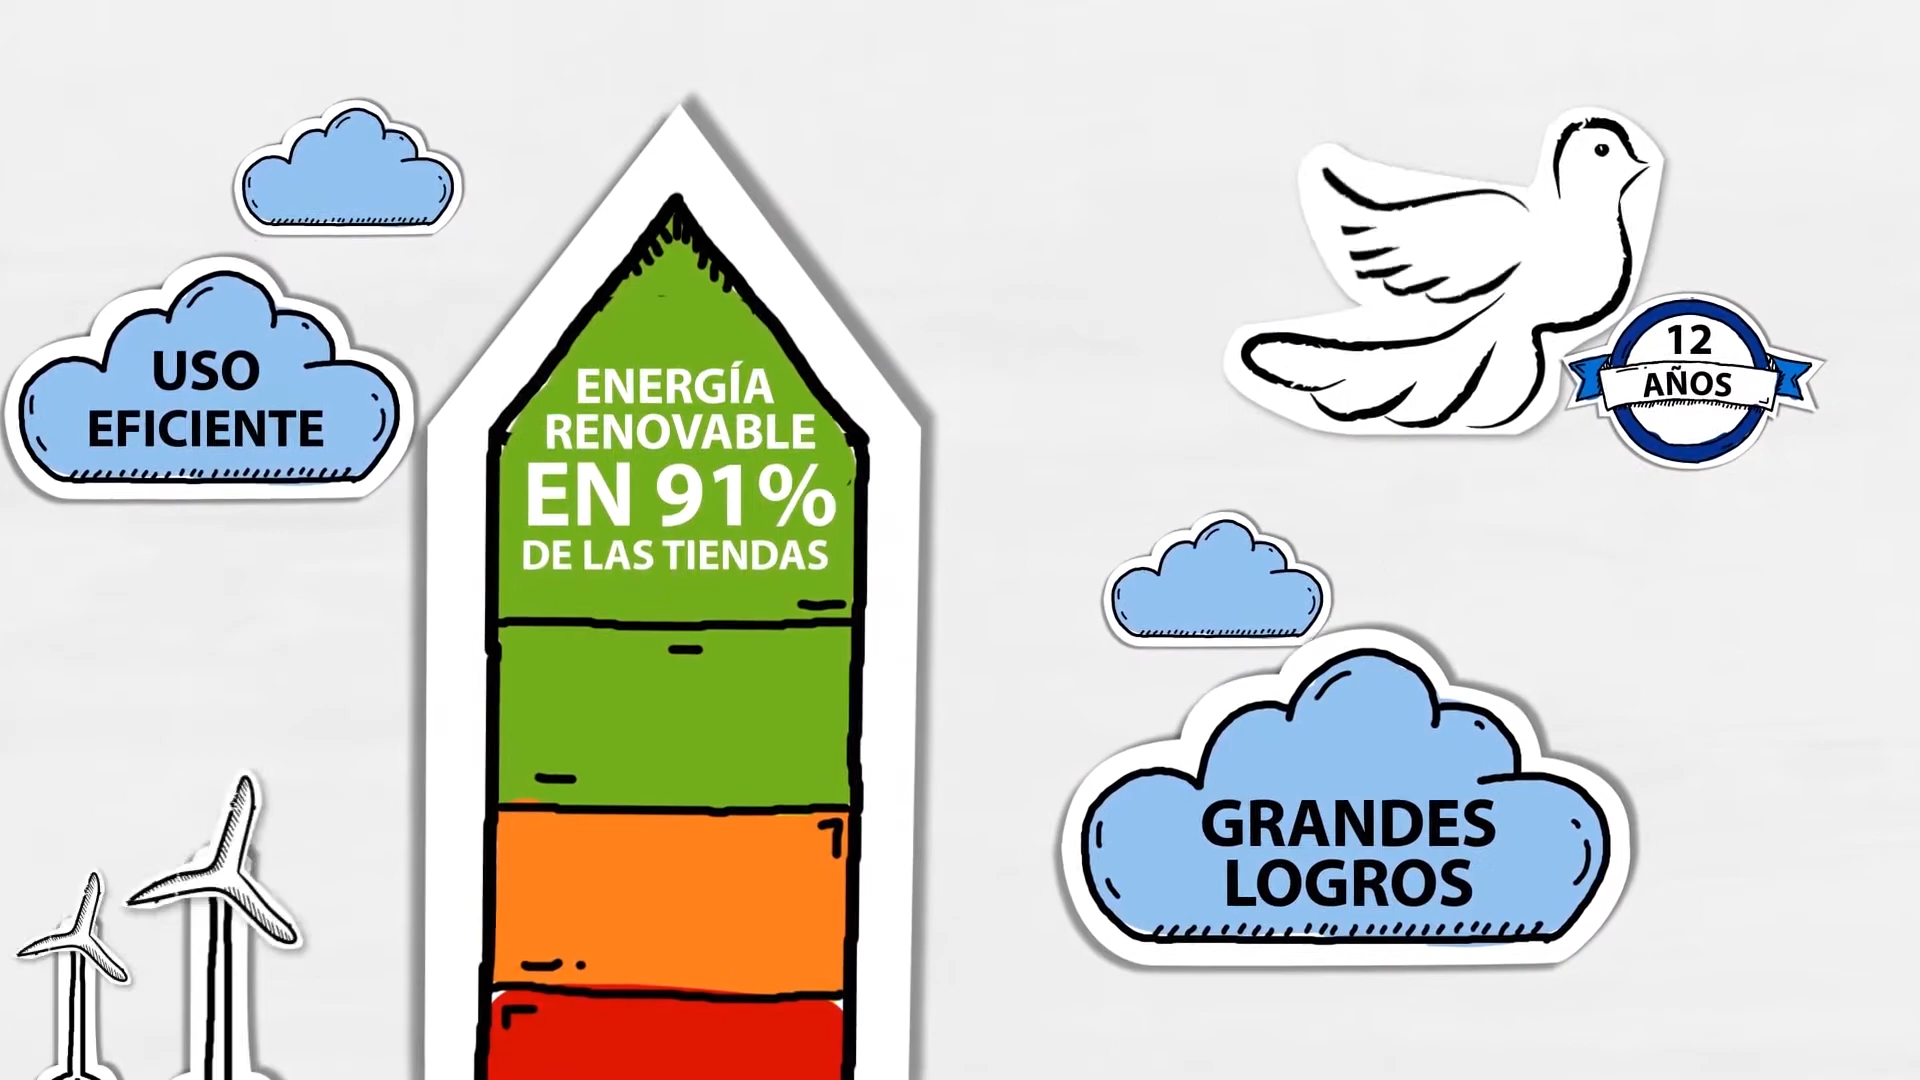 USO
EFICIENTE
ENERGÍA
RENOVABLE
EN 91%
DE LAS TIENDAS
12
AÑOS
GRANDES
LOGROS